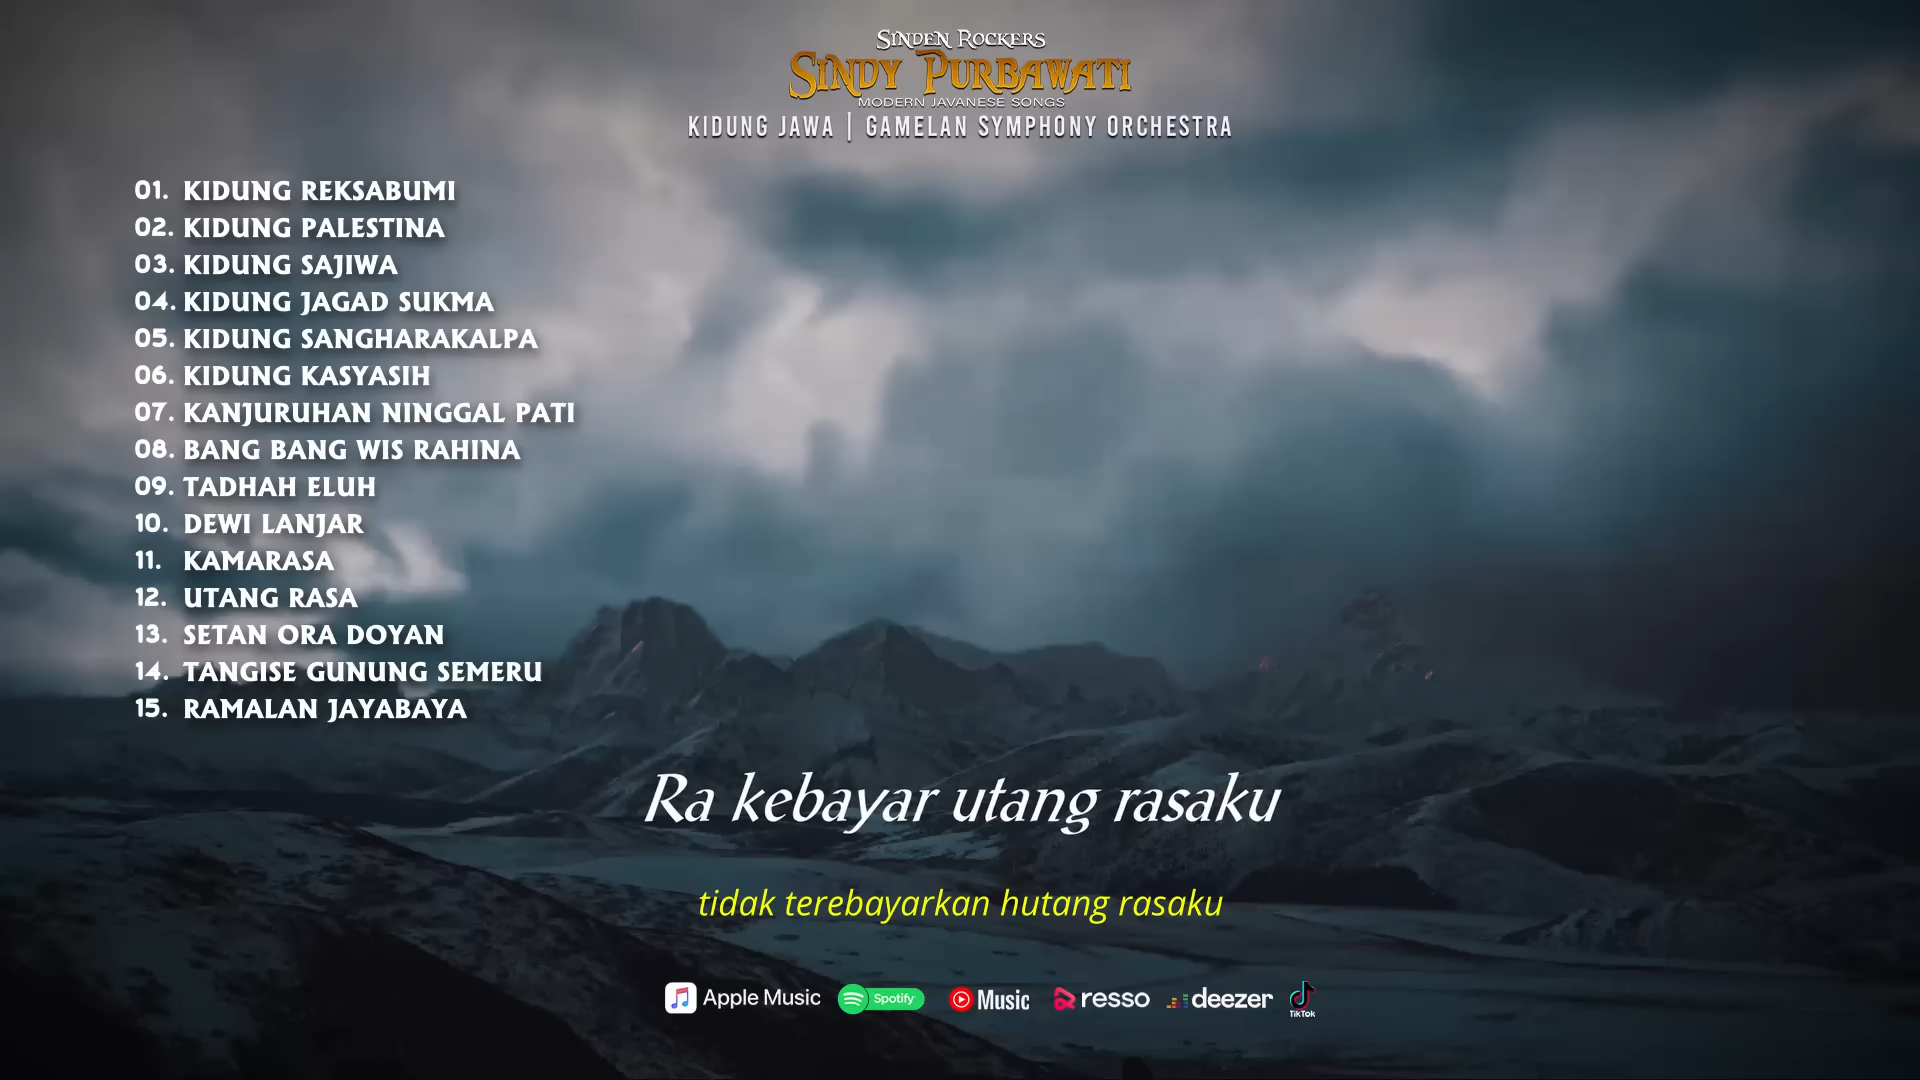 SINDEN ROCKERS
SINDY PURBAWATI
MODERN JAVANESE SONGS
KIDUNG JAWA | GAMELAN SYMPHONY ORCHESTRA
01. KIDUNG REKSABUMI
02. KIDUNG PALESTINA
03. KIDUNG SAJIWA
04. KIDUNG JAGAD SUKMA
05. KIDUNG SANGHARAKALPA
06. KIDUNG KASYASIH
07. KANJURUHAN NINGGAL PATI
08. BANG BANG WIS RAHINA
09. TADHAH ELUH
10. DEWI LANJAR
11. KAMARASA
12. UTANG RASA
13. SETAN ORA DOYAN
14. TANGISE GUNUNG SEMERU
15. RAMALAN JAYABAYA
Ra kebayar utang rasaku
tidak terebayarkan hutang rasaku
Apple Music Spotify Music resso deezer TikTok